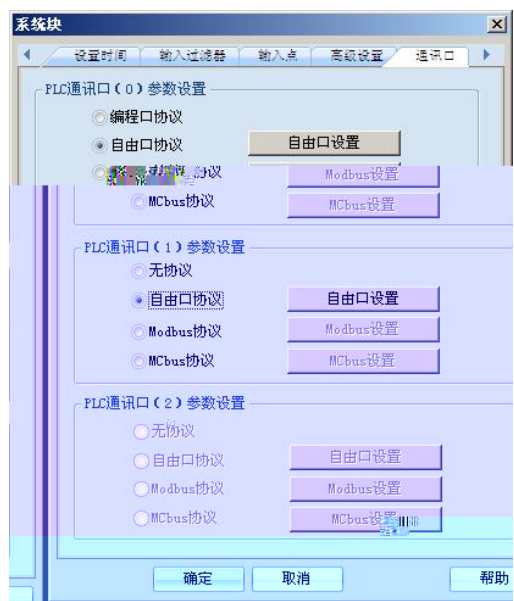 系统块
设置时间 输入过滤器 输入点 高级设置 通讯口
PLC通讯口(0)参数设置
编程口协议
自由口协议 自由口设置
协议 Modbus设置
MCbus协议 MCbus设置
PLC通讯口(1)参数设置
无协议
自由口协议 自由口设置
Modbus协议 Modbus设置
MCbus协议 MCbus设置
PLC通讯口(2)参数设置
无协议
自由口协议 自由口设置
Modbus协议 Modbus设置
MCbus协议 MCbus设
确定 取消 帮助